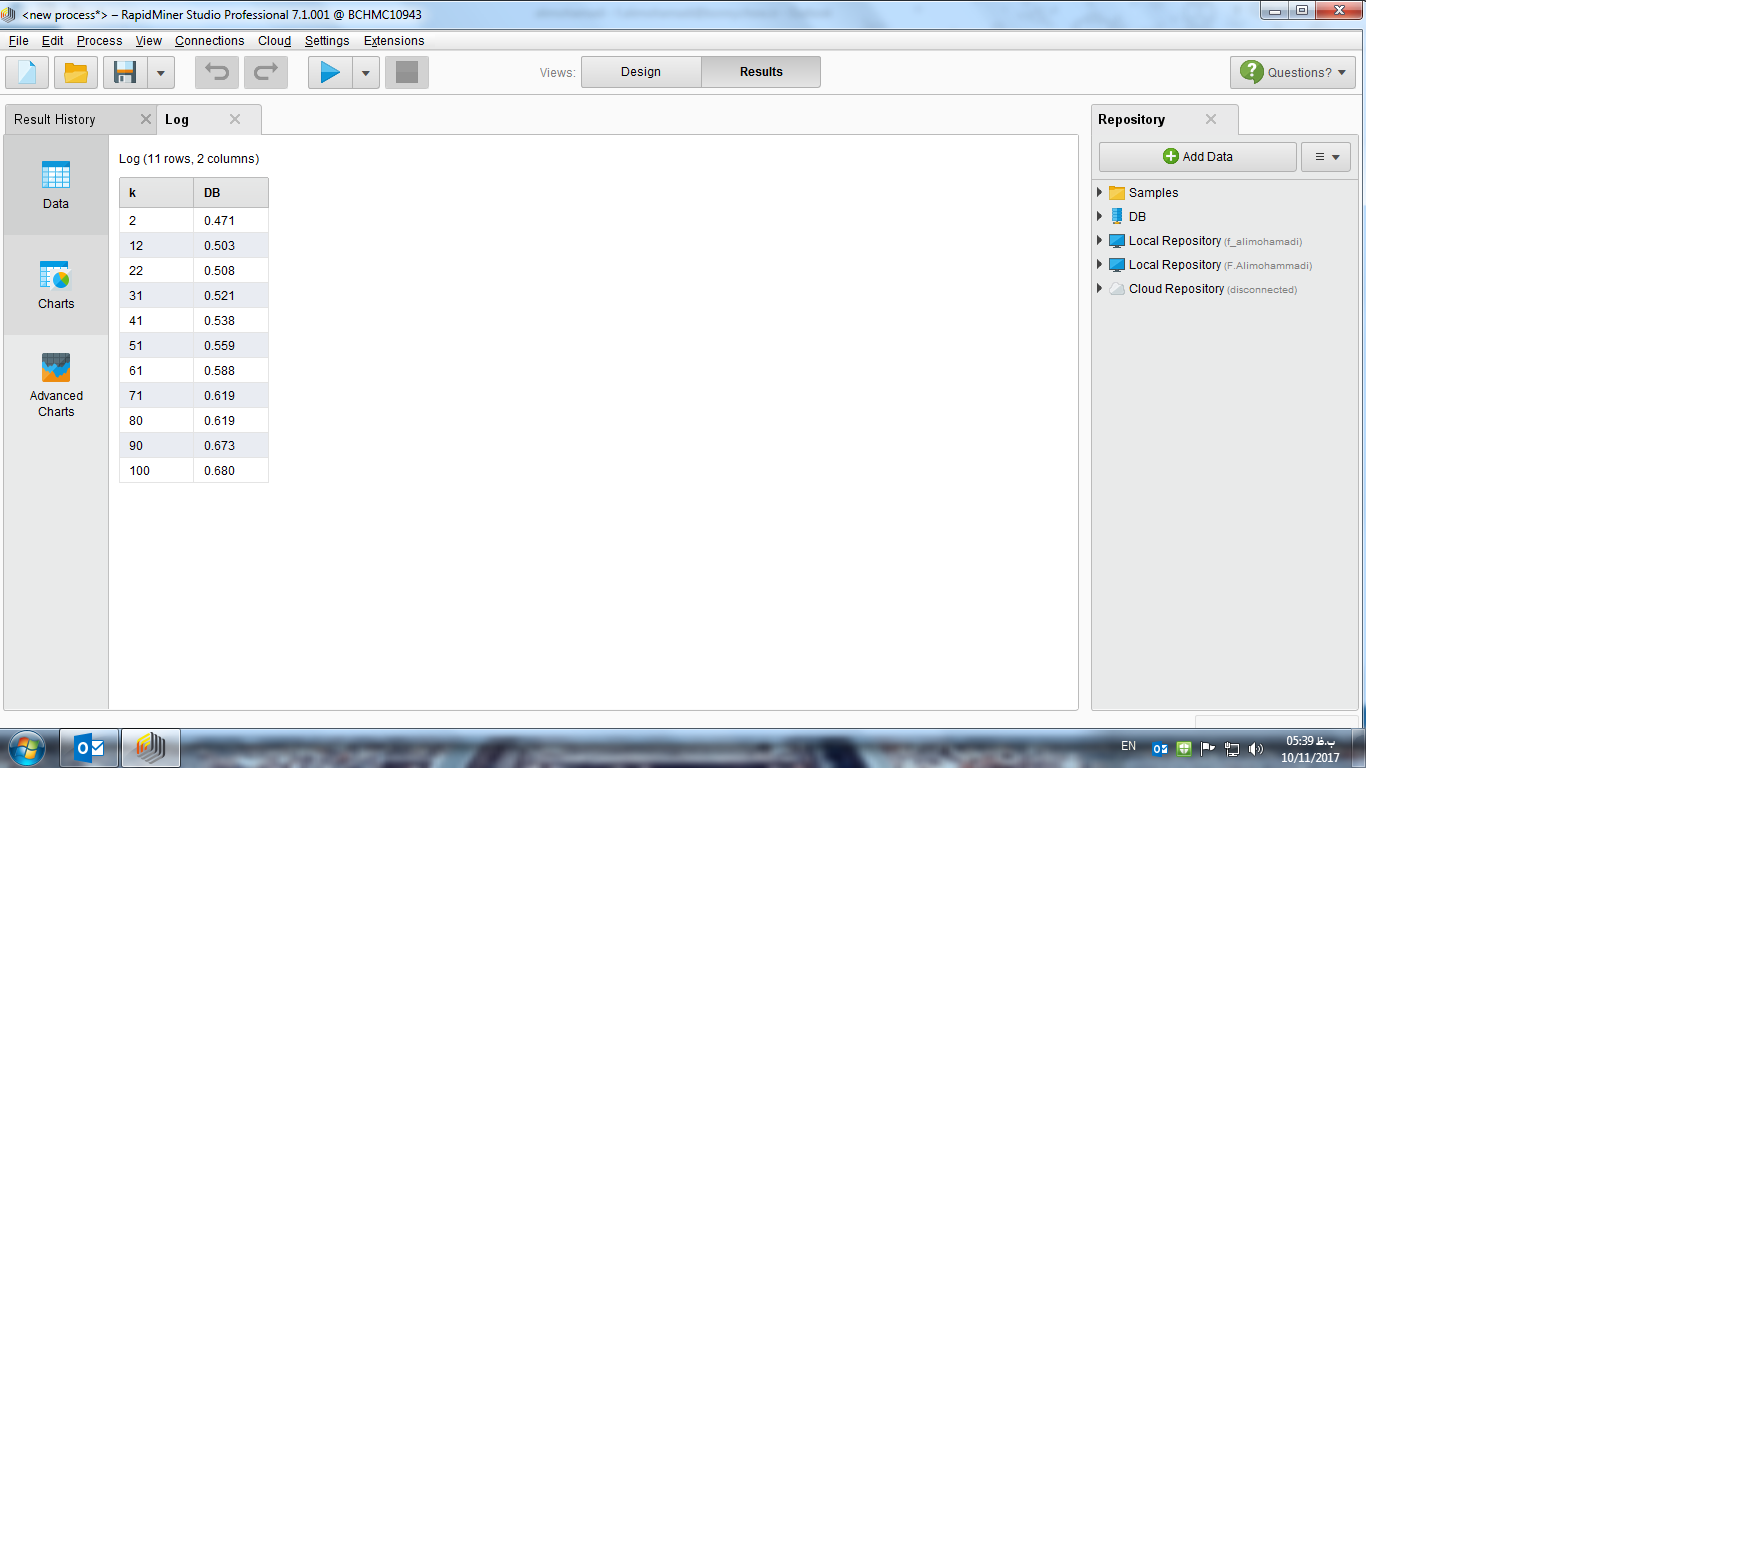 <new process*> – RapidMiner Studio Professional 7.1.001 @ BCHMC10943
File Edit Process View Connections Cloud Settings Extensions
Views: Design Results
Questions?
Result History
Log
Repository
Data
Charts
Advanced
Charts
Log (11 rows, 2 columns)
k DB
2 0.471
12 0.503
22 0.508
31 0.521
41 0.538
51 0.559
61 0.588
71 0.619
80 0.619
90 0.673
100 0.680
Add Data
Samples
DB
Local Repository (f_alimohamadi)
Local Repository (F.Alimohammadi)
Cloud Repository (disconnected)
EN
05:39 ب.ظ
10/11/2017